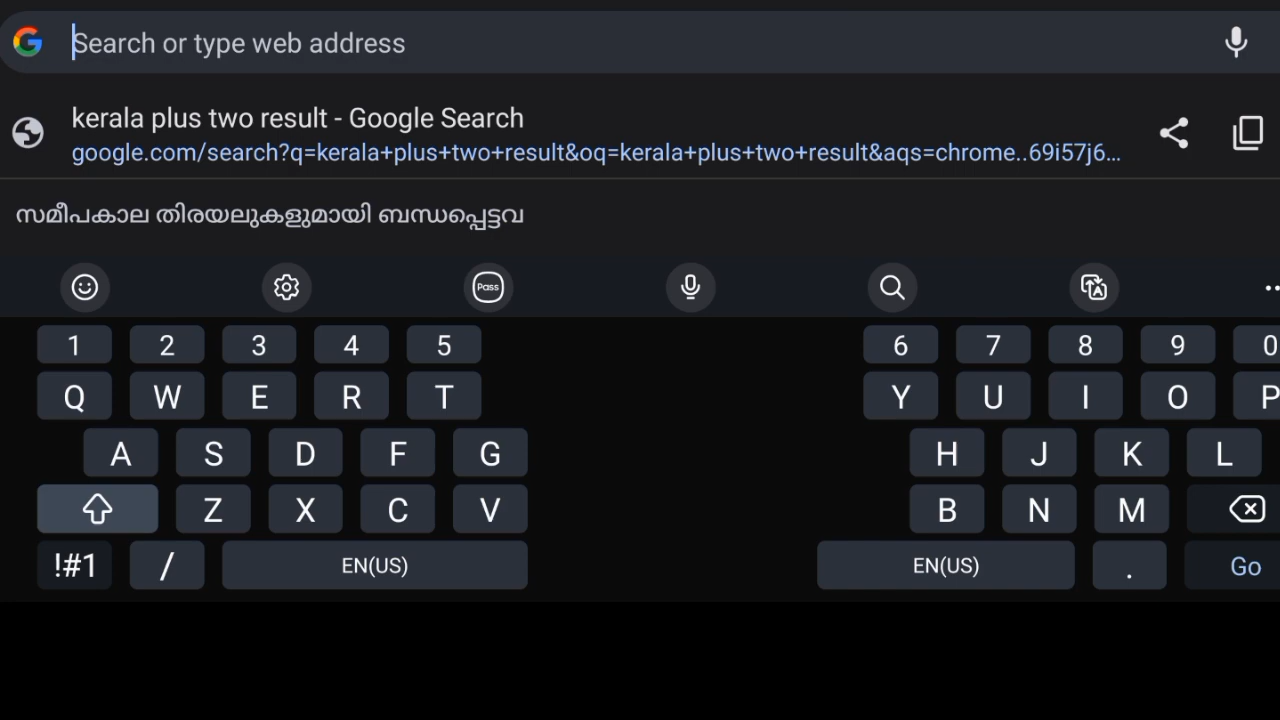 Search or type web address
kerala plus two result - Google Search
google.com/search?q=kerala+plus+two+result&oq=kerala+plus+two+result&aqs=chrome..69i57j6...
സമീപകാല തിരയലുകളുമായി ബന്ധപ്പെട്ടവ
Pass
1 2 3 4 5 6 7 8 9 0
Q W E R T Y U I O P
A S D F G H J K L
Z X C V B N M
!#1 / EN(US) EN(US) . Go